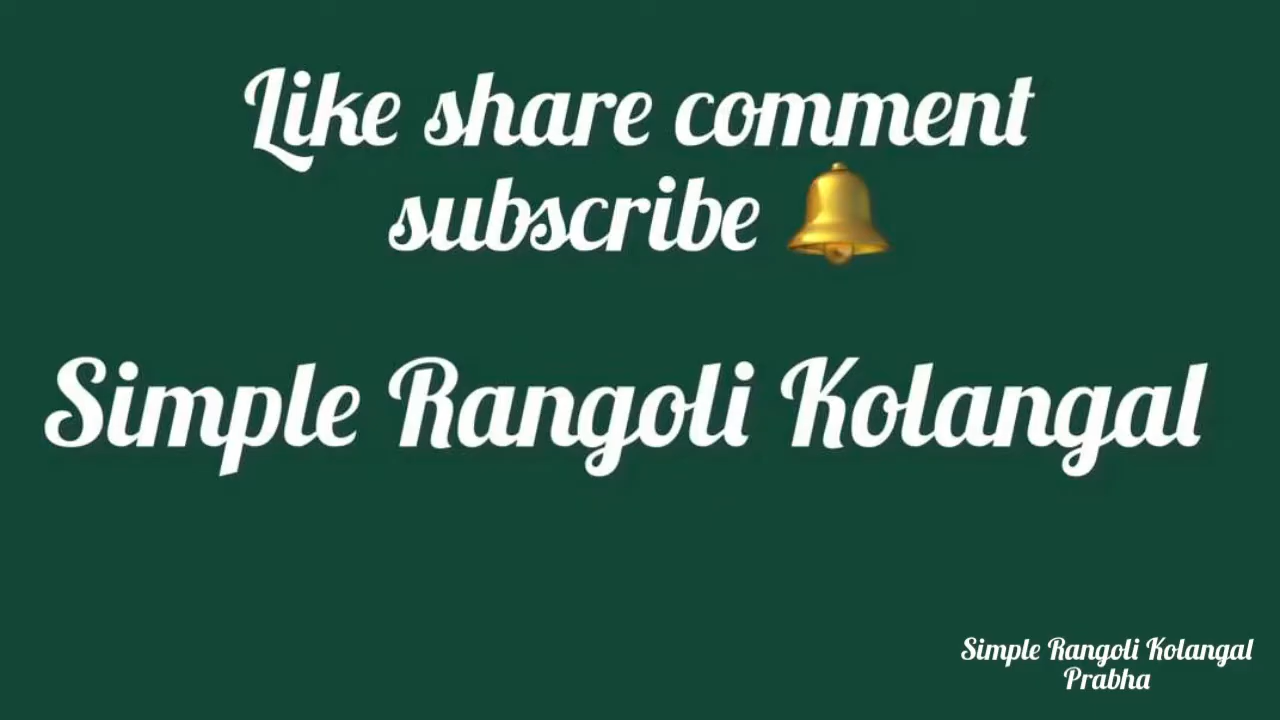 Like share comment
subscribe 🔔
Simple Rangoli Kolangal
Simple Rangoli Kolangal
Prabha